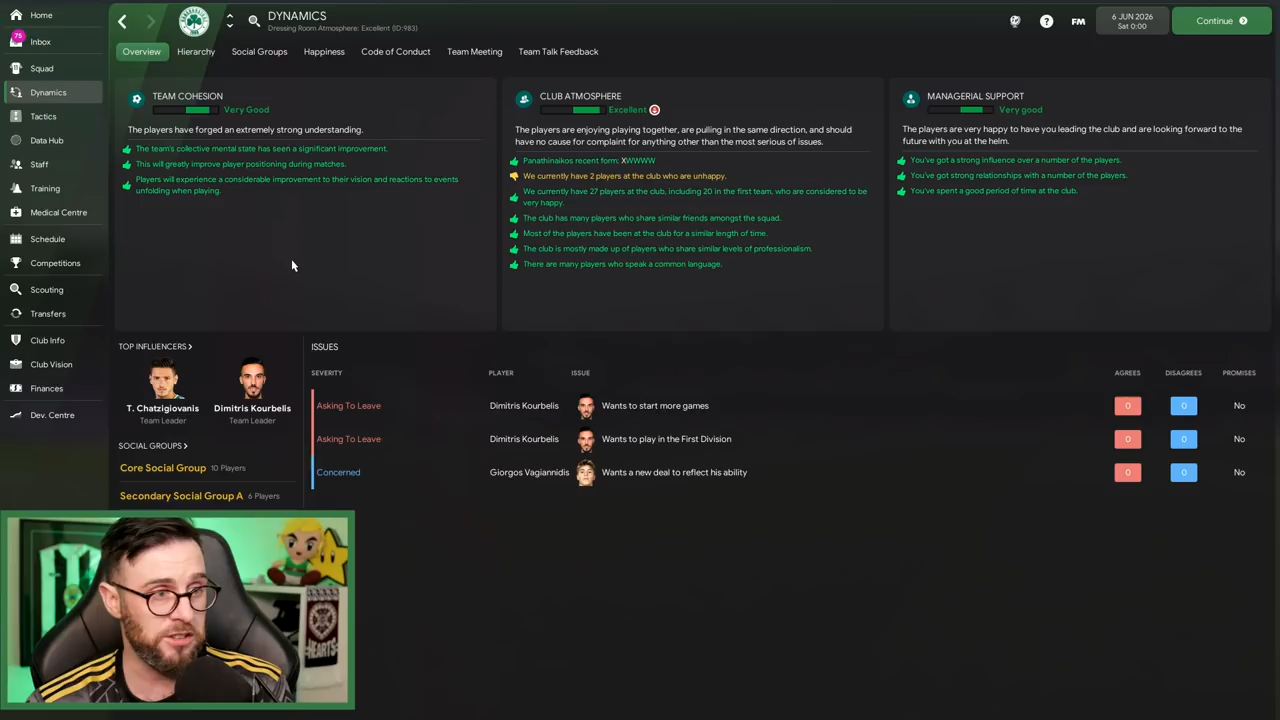 Home
75
Inbox
Squad
Dynamics
Tactics
Data Hub
Staff
Training
Medical Centre
Schedule
Competitions
Scouting
Transfers
Club Info
Club Vision
Finances
Dev. Centre
DYNAMICS
Dressing Room Atmosphere: Excellent (ID:983)
FM
6 JUN 2026
Sat 0:00
Continue
Overview
Hierarchy
Social Groups
Happiness
Code of Conduct
Team Meeting
Team Talk Feedback
TEAM COHESION
Very Good
The players have forged an extremely strong understanding.
The team's collective mental state has seen a significant improvement.
This will greatly improve player positioning during matches.
Players will experience a considerable improvement to their vision and reactions to events
unfolding when playing.
CLUB ATMOSPHERE
Excellent
The players are enjoying playing together, are pulling in the same direction, and should
have no cause for complaint for anything other than the most serious of issues.
Panathinaikos recent form: XWWWW
We currently have 2 players at the club who are unhappy.
We currently have 27 players at the club, including 20 in the first team, who are considered to be
very happy.
The club has many players who share similar friends amongst the squad.
Most of the players have been at the club for a similar length of time.
The club is mostly made up of players who share similar levels of professionalism.
There are many players who speak a common language.
MANAGERIAL SUPPORT
Very good
The players are very happy to have you leading the club and are looking forward to the
future with you at the helm.
You've got a strong influence over a number of the players.
You've got strong relationships with a number of the players.
You've spent a good period of time at the club.
TOP INFLUENCERS >
T. Chatzigiovanis
Team Leader
Dimitris Kourbelis
Team Leader
SOCIAL GROUPS >
Core Social Group 10 Players
Secondary Social Group A 6 Players
ISSUES
SEVERITY PLAYER ISSUE AGREES DISAGREES PROMISES
Asking To Leave Dimitris Kourbelis Wants to start more games 0 0 No
Asking To Leave Dimitris Kourbelis Wants to play in the First Division 0 0 No
Concerned Giorgos Vagiannidis Wants a new deal to reflect his ability 0 0 No
HEARTS